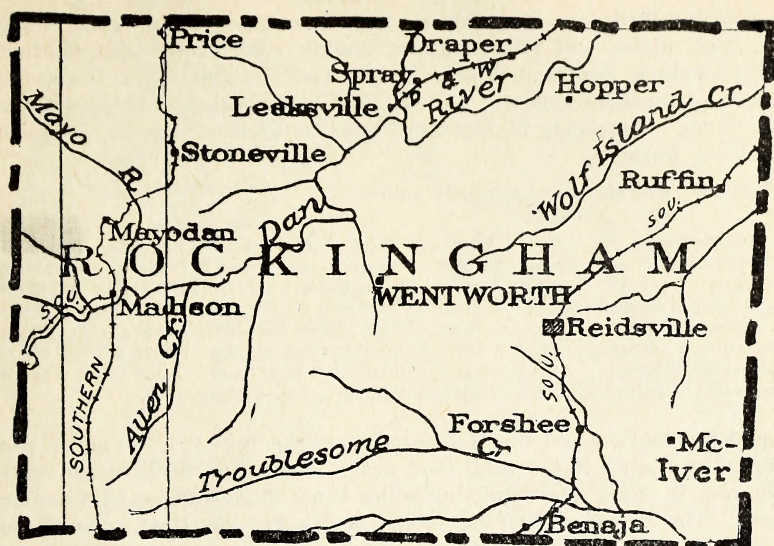 Price
Draper
Spray
D & W
Leaksville
River
Hopper
Mayo
R.
Stoneville
Wolf Island Cr
Ruffin
SOU.
Mayodan
Dan
ROCKINGHAM
WENTWORTH
SOU.
Madison
Reidsville
SOUTHERN
Allen Cr.
SOU.
Forshee
Troublesome
Cr
Mc-
Iver
Benaja